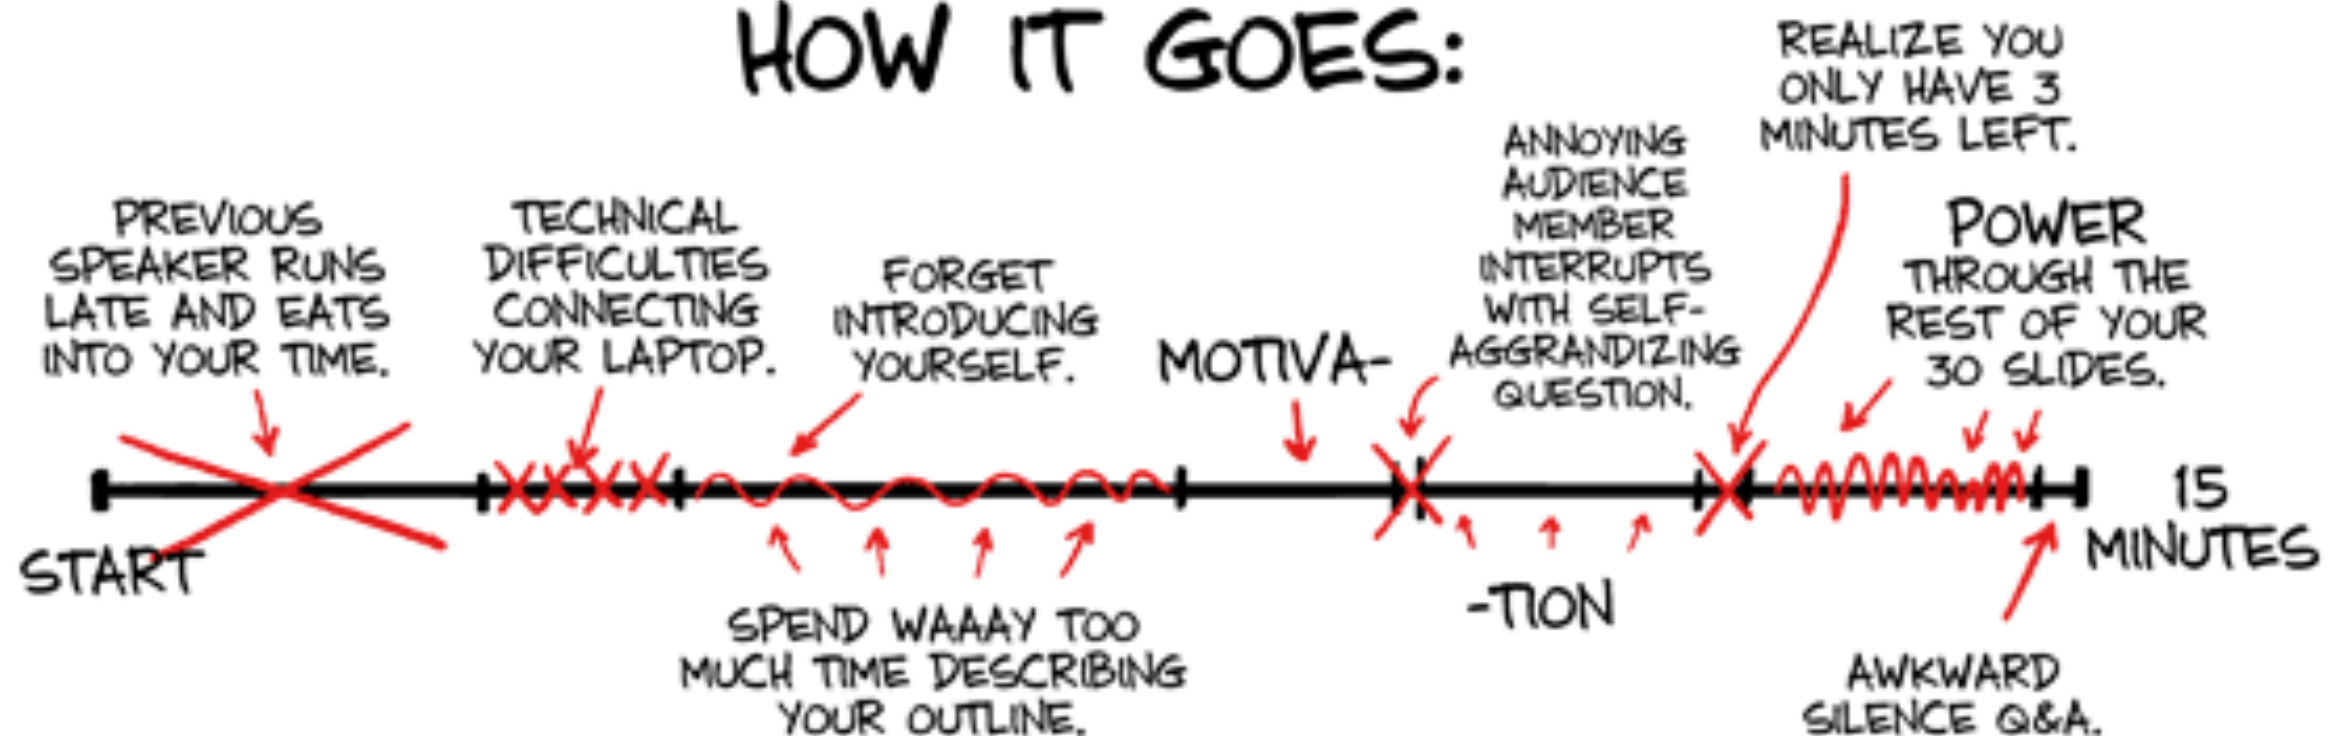 HOW IT GOES:
PREVIOUS
SPEAKER RUNS
LATE AND EATS
INTO YOUR TIME.
TECHNICAL
DIFFICULTIES
CONNECTING
YOUR LAPTOP.
FORGET
INTRODUCING
YOURSELF.
MOTIVA-
ANNOYING
AUDIENCE
MEMBER
INTERRUPTS
WITH SELF-
AGGRANDIZING
QUESTION.
REALIZE YOU
ONLY HAVE 3
MINUTES LEFT.
POWER
THROUGH THE
REST OF YOUR
30 SLIDES.
START
SPEND WAAAY TOO
MUCH TIME DESCRIBING
YOUR OUTLINE.
-TION
15
MINUTES
AWKWARD
SILENCE Q&A.